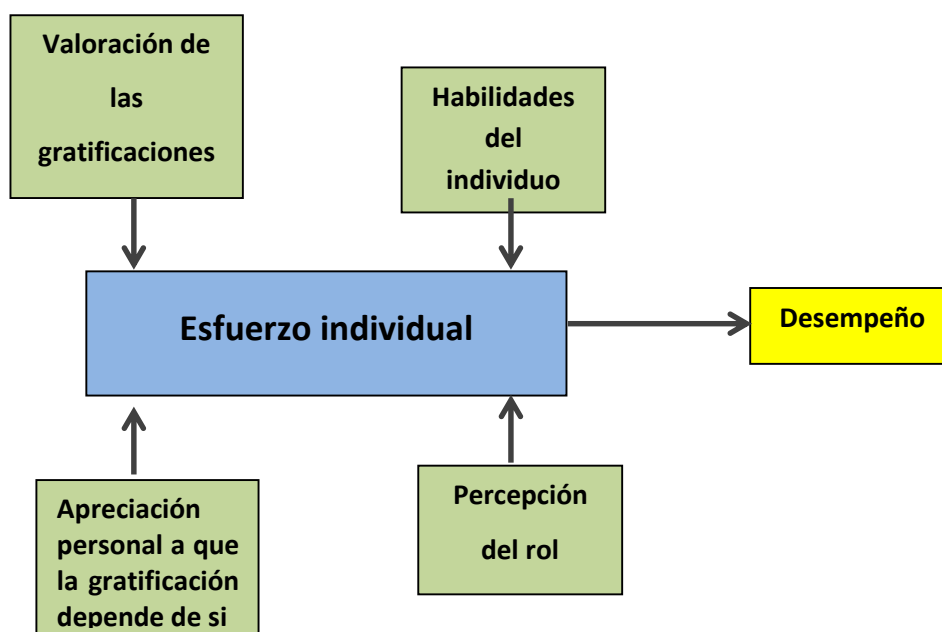 Valoración de
las
gratificaciones
Habilidades
del
individuo
Esfuerzo individual
Desempeño
Apreciación
personal a que
la gratificación
depende de si
Percepción
del rol